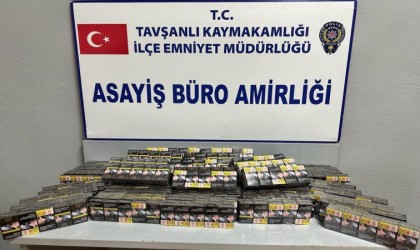 T.C.
TAVŞANLI KAYMAKAMLIĞI
İLÇE EMNİYET MÜDÜRLÜĞÜ
ASAYİŞ BÜRO AMİRLİĞİ